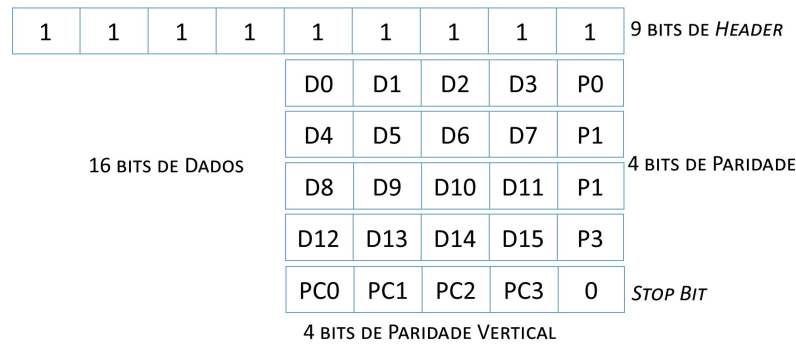 1 1 1 1 1 1 1 1 1 9 BITS DE HEADER
D0 D1 D2 D3 P0
D4 D5 D6 D7 P1
16 BITS DE DADOS
4 BITS DE PARIDADE
D8 D9 D10 D11 P1
D12 D13 D14 D15 P3
PC0 PC1 PC2 PC3 0 STOP BIT
4 BITS DE PARIDADE VERTICAL